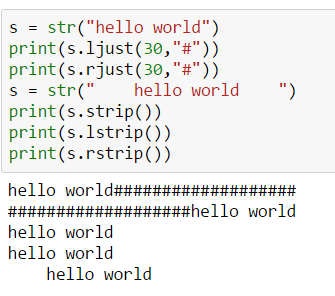 s = str("hello world")
print(s.ljust(30,"#"))
print(s.rjust(30,"#"))
s = str("    hello world    ")
print(s.strip())
print(s.lstrip())
print(s.rstrip())
hello world###################
###################hello world
hello world
hello world
    hello world